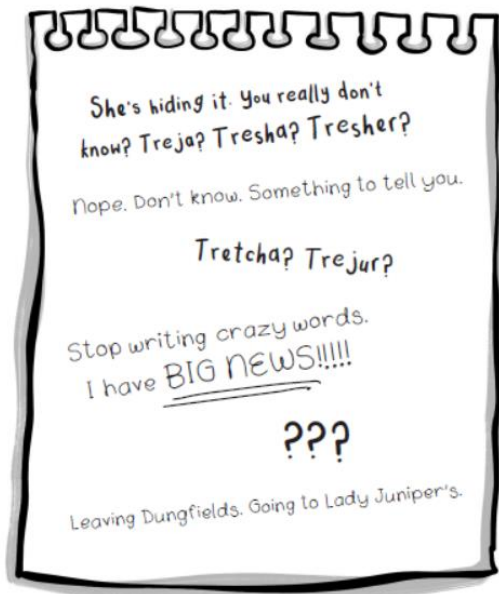 She's hiding it. You really don't
know? Treja? Tresha? Tresher?
Nope. Don't know. Something to tell you.
Tretcha? Trejur?
Stop writing crazy words.
I have BIG NEWS!!!!!
???
Leaving Dungfields. Going to Lady Juniper's.